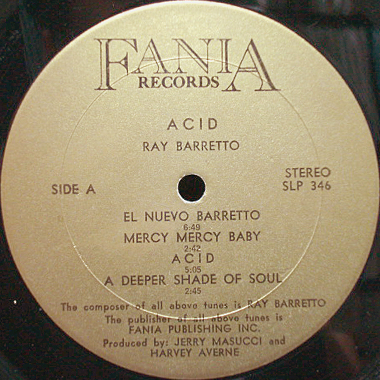 FANIA
RECORDS
ACID
RAY BARRETTO
SIDE A
STEREO
SLP 346
EL NUEVO BARRETTO
6:49
MERCY MERCY BABY
2:42
ACID
5:05
A DEEPER SHADE OF SOUL
2:45
The composer of all above tunes is RAY BARRETTO
The publisher of all above tunes is
FANIA PUBLISHING INC.
Produced by: JERRY MASUCCI and
HARVEY AVERNE